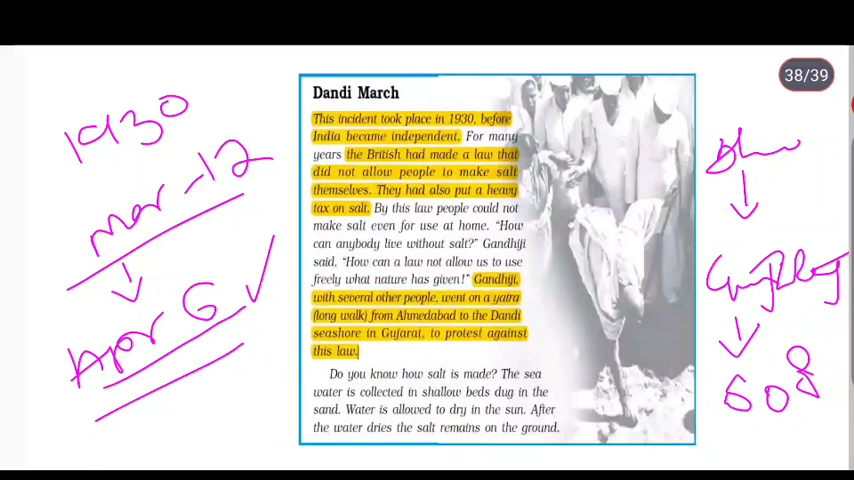 38/39
Dandi March
This incident took place in 1930, before
India became independent. For many
years the British had made a law that
did not allow people to make salt
themselves. They had also put a heavy
tax on salt. By this law people could not
make salt even for use at home. "How
can anybody live without salt?" Gandhiji
said, "How can a law not allow us to use
freely what nature has given!" Gandhiji,
with several other people, went on a yatra
(long walk) from Ahmedabad to the Dandi
seashore in Gujarat, to protest against
this law.
Do you know how salt is made? The sea
water is collected in shallow beds dug in the
sand. Water is allowed to dry in the sun. After
the water dries the salt remains on the ground.
1930
Mar - 12
Apr 6